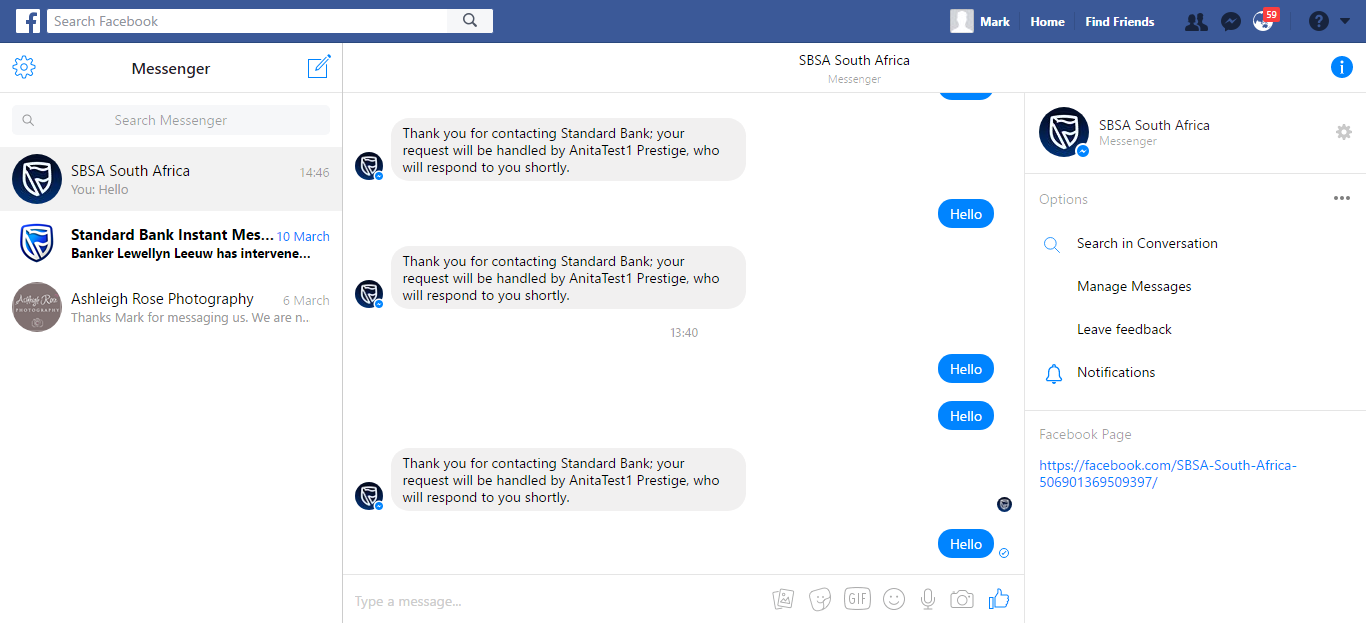 Search Facebook
Mark
Home
Find Friends
59
Messenger
Search Messenger
SBSA South Africa
14:46
You: Hello
Standard Bank Instant Mes...
10 March
Banker Lewellyn Leeuw has intervene...
Ashleigh Rose Photography
6 March
Thanks Mark for messaging us. We are n..
SBSA South Africa
Messenger
Thank you for contacting Standard Bank; your
request will be handled by AnitaTest1 Prestige, who
will respond to you shortly.
Hello
Thank you for contacting Standard Bank; your
request will be handled by AnitaTest1 Prestige, who
will respond to you shortly.
13:40
Hello
Hello
Thank you for contacting Standard Bank; your
request will be handled by AnitaTest1 Prestige, who
will respond to you shortly.
Hello
Type a message...
GIF
SBSA South Africa
Messenger
Options
Search in Conversation
Manage Messages
Leave feedback
Notifications
Facebook Page
https://facebook.com/SBSA-South-Africa-
506901369509397/